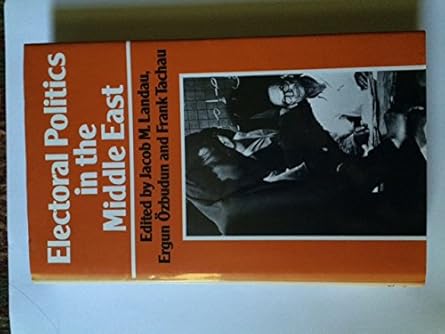 Electoral Politics
in the
Middle East
Edited by Jacob M. Landau,
Ergun Özbudun and Frank Tachau